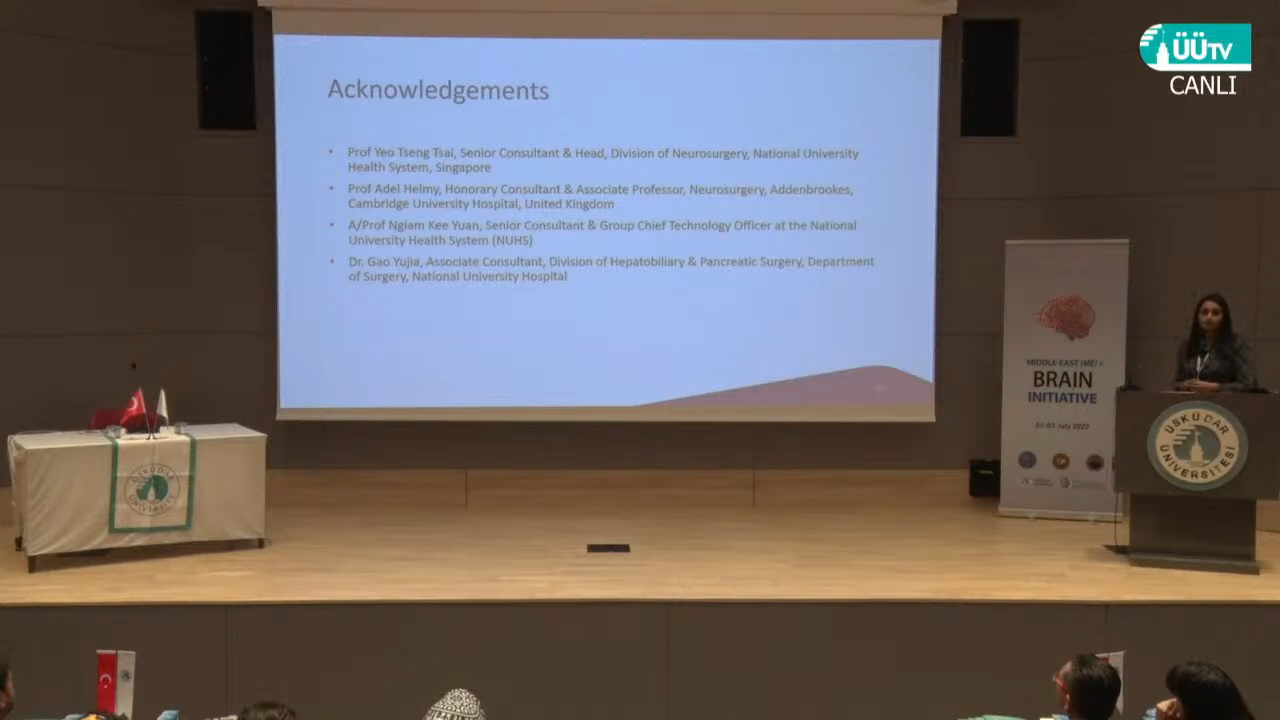 ÜÜTV
CANLI
Acknowledgements
• Prof Yeo Tseng Tsai, Senior Consultant & Head, Division of Neurosurgery, National University
Health System, Singapore
• Prof Adel Helmy, Honorary Consultant & Associate Professor, Neurosurgery, Addenbrookes,
Cambridge University Hospital, United Kingdom
• A/Prof Ngiam Kee Yuan, Senior Consultant & Group Chief Technology Officer at the National
University Health System (NUHS)
• Dr. Gao Yujia, Associate Consultant, Division of Hepatobiliary & Pancreatic Surgery, Department
of Surgery, National University Hospital
MIDDLE-EAST (ME) +
BRAIN
INITIATIVE
01-03 July 2022
ÜSKÜDAR
ÜNİVERSİTESİ
ÜSKÜDAR
UNIVERSITY